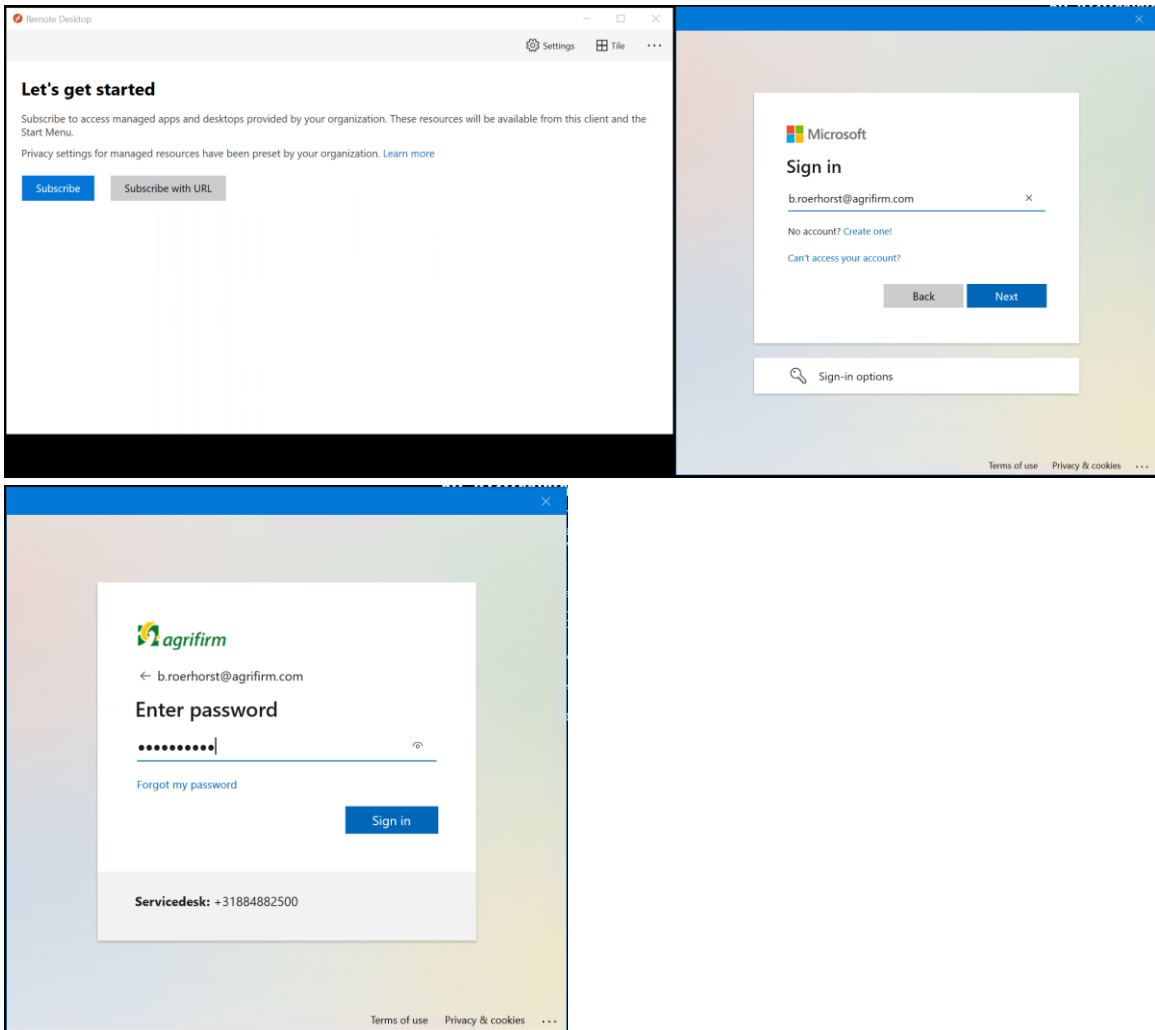 Remote Desktop
Settings Tile ...
Let's get started
Subscribe to access managed apps and desktops provided by your organization. These resources will be available from this client and the
Start Menu.
Privacy settings for managed resources have been preset by your organization. Learn more
Subscribe Subscribe with URL
Microsoft
Sign in
b.roerhorst@agrifirm.com
No account? Create one!
Can't access your account?
Back Next
Sign-in options
Terms of use Privacy & cookies ...
agrifirm
← b.roerhorst@agrifirm.com
Enter password
••••••••••
Forgot my password
Sign in
Servicedesk: +31884882500
Terms of use Privacy & cookies ...